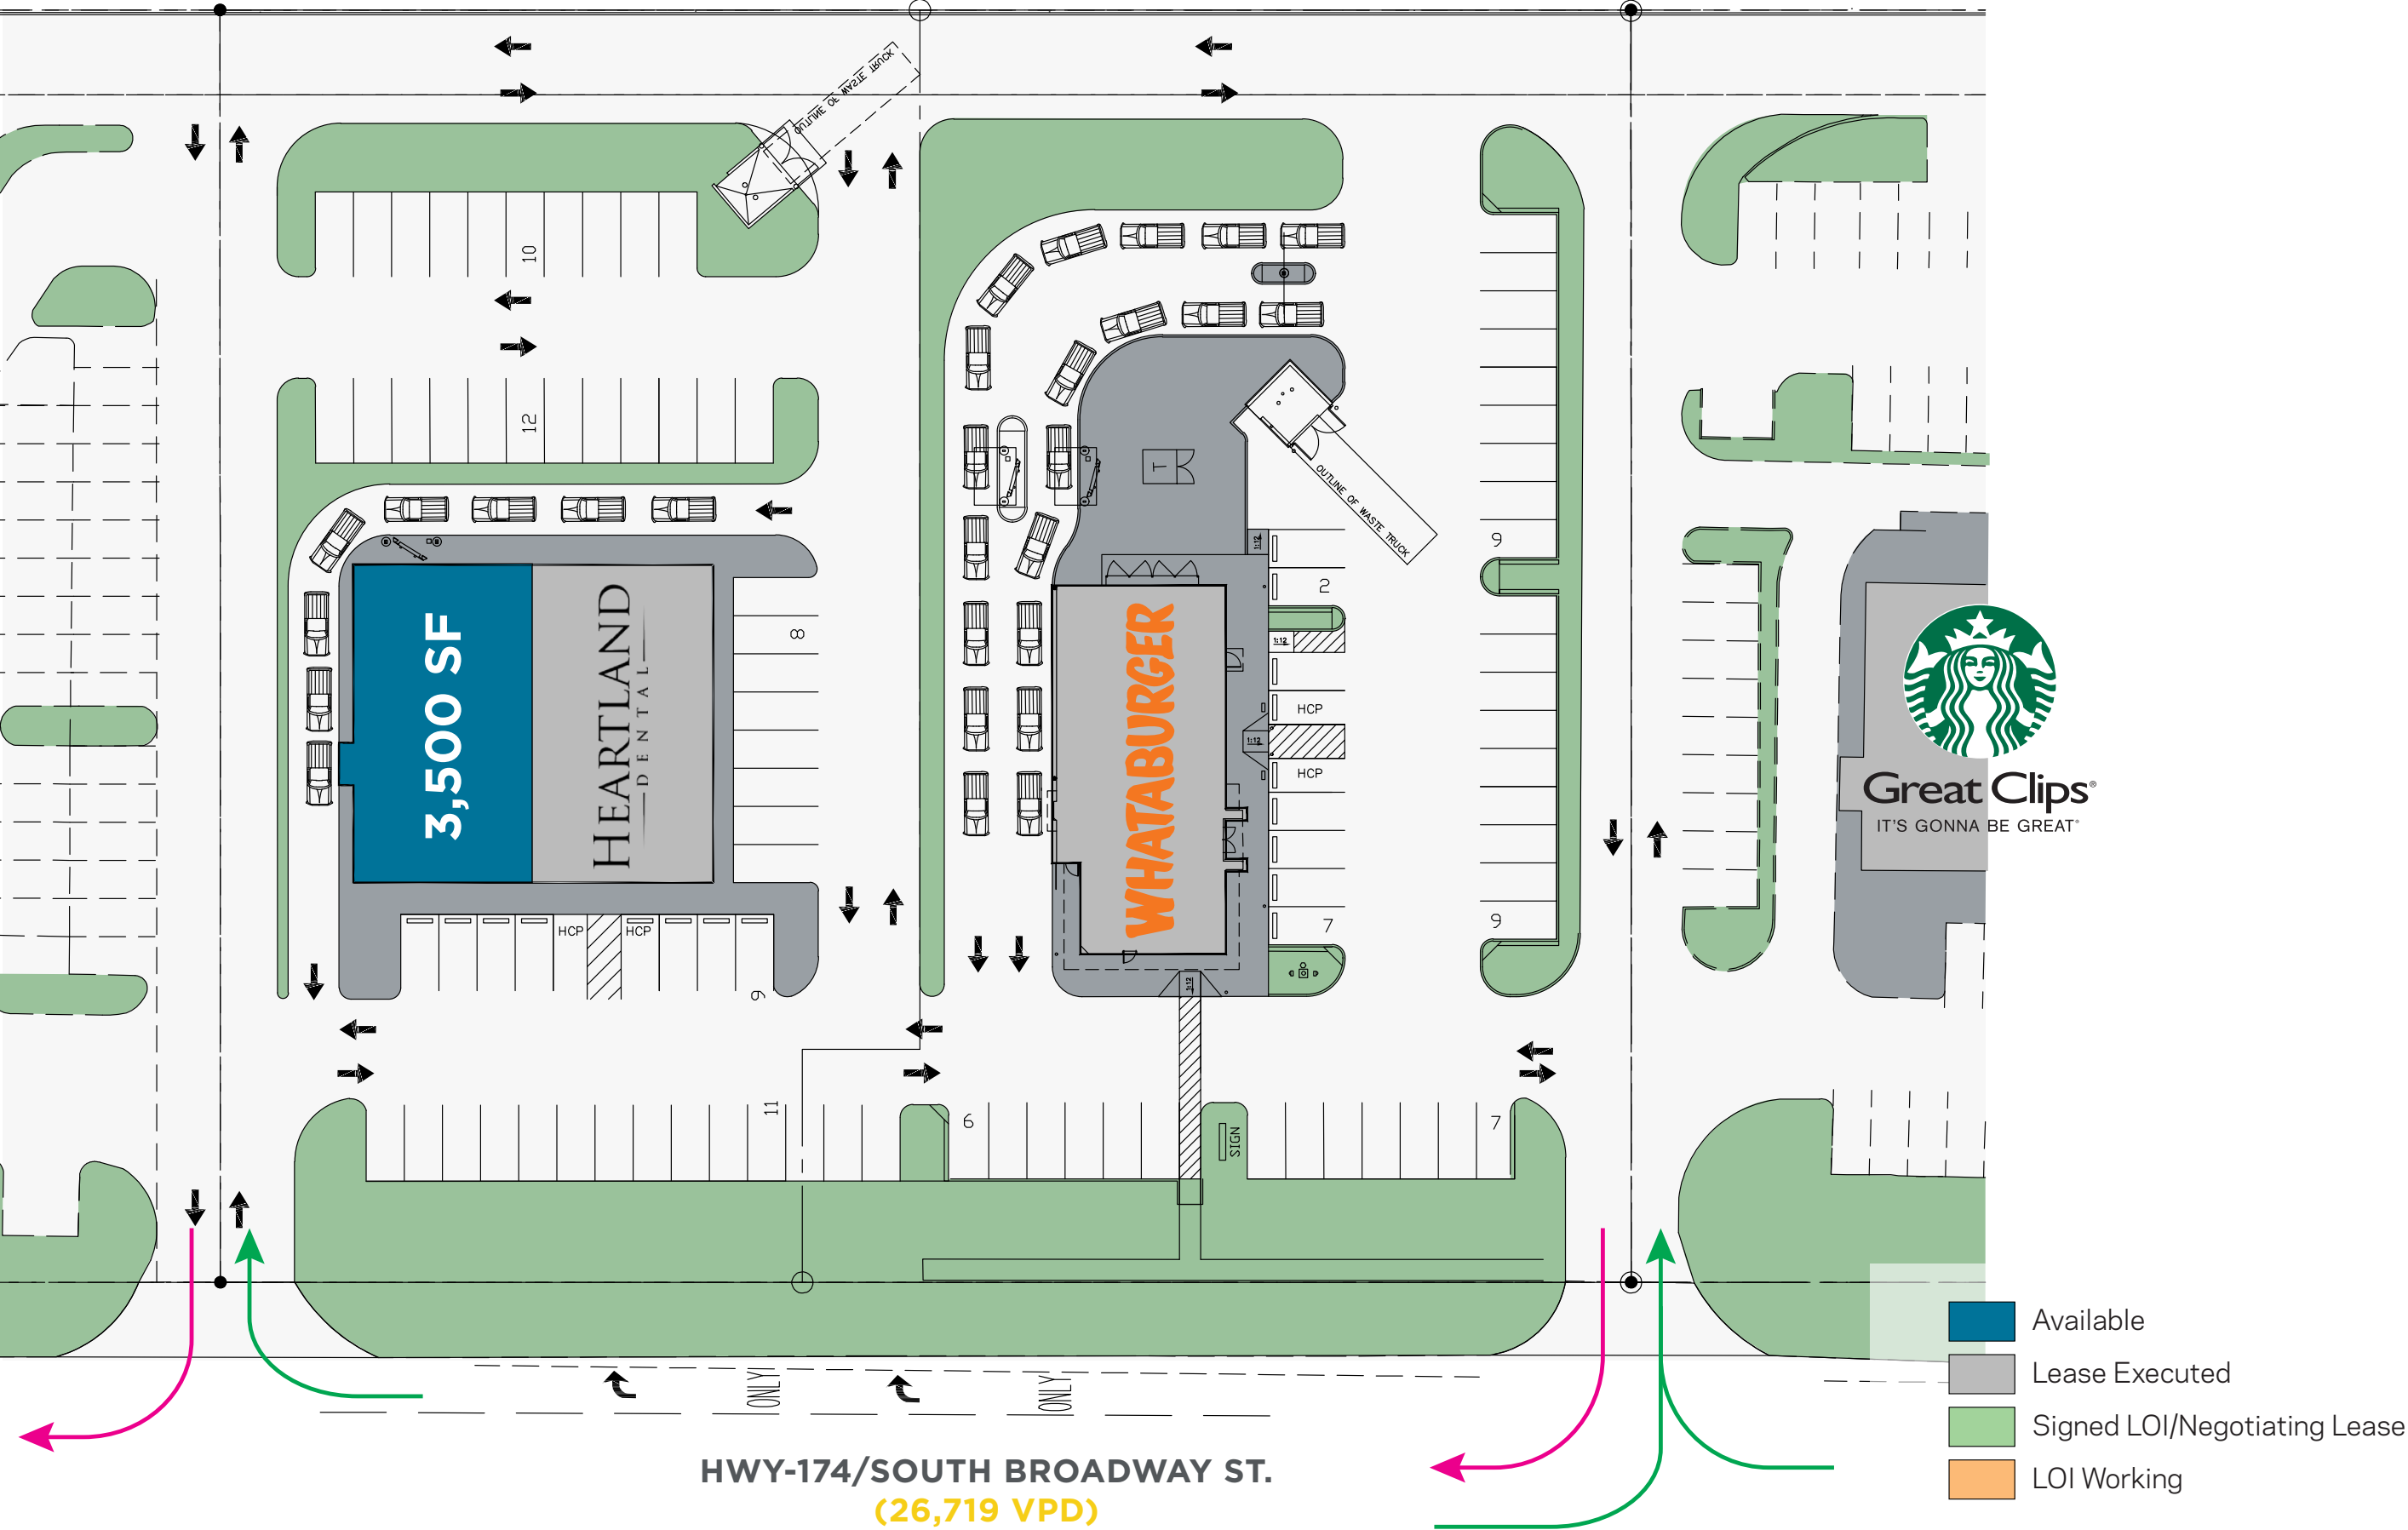 OUTLINE OF WASTE TRUCK
10
12
OUTLINE OF WASTE TRUCK
T
9
1:12
2
3,500 SF
HEARTLAND
DENTAL
8
WHATABURGER
1:12
HCP
1:12
HCP
Great Clips®
IT'S GONNA BE GREAT®
HCP
HCP
9
7
9
1:12
11
6
SIGN
7
ONLY
ONLY
HWY-174/SOUTH BROADWAY ST.
(26,719 VPD)
Available
Lease Executed
Signed LOI/Negotiating Lease
LOI Working